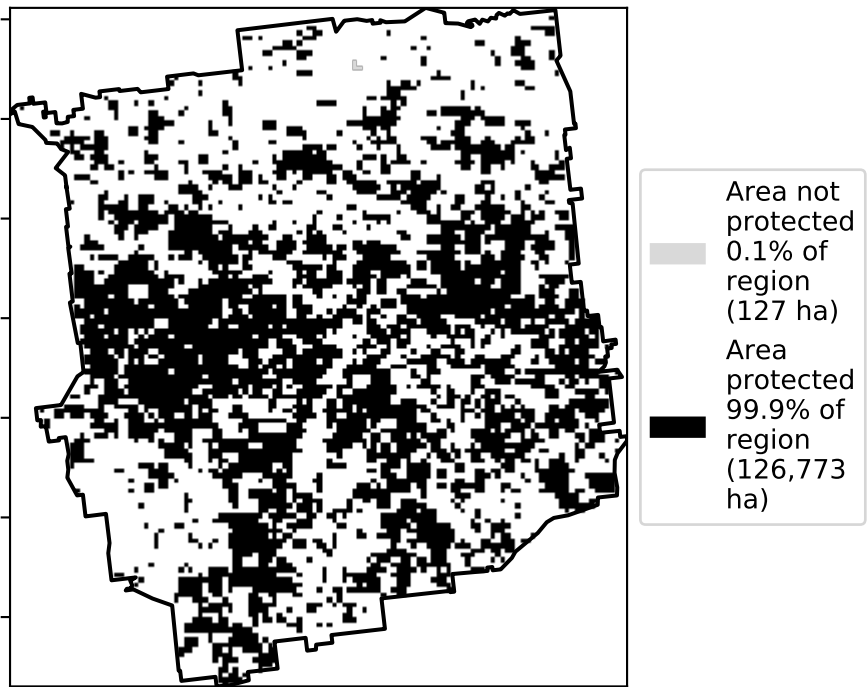 Area not
protected
0.1% of
region
(127 ha)
Area
protected
99.9% of
region
(126,773
ha)